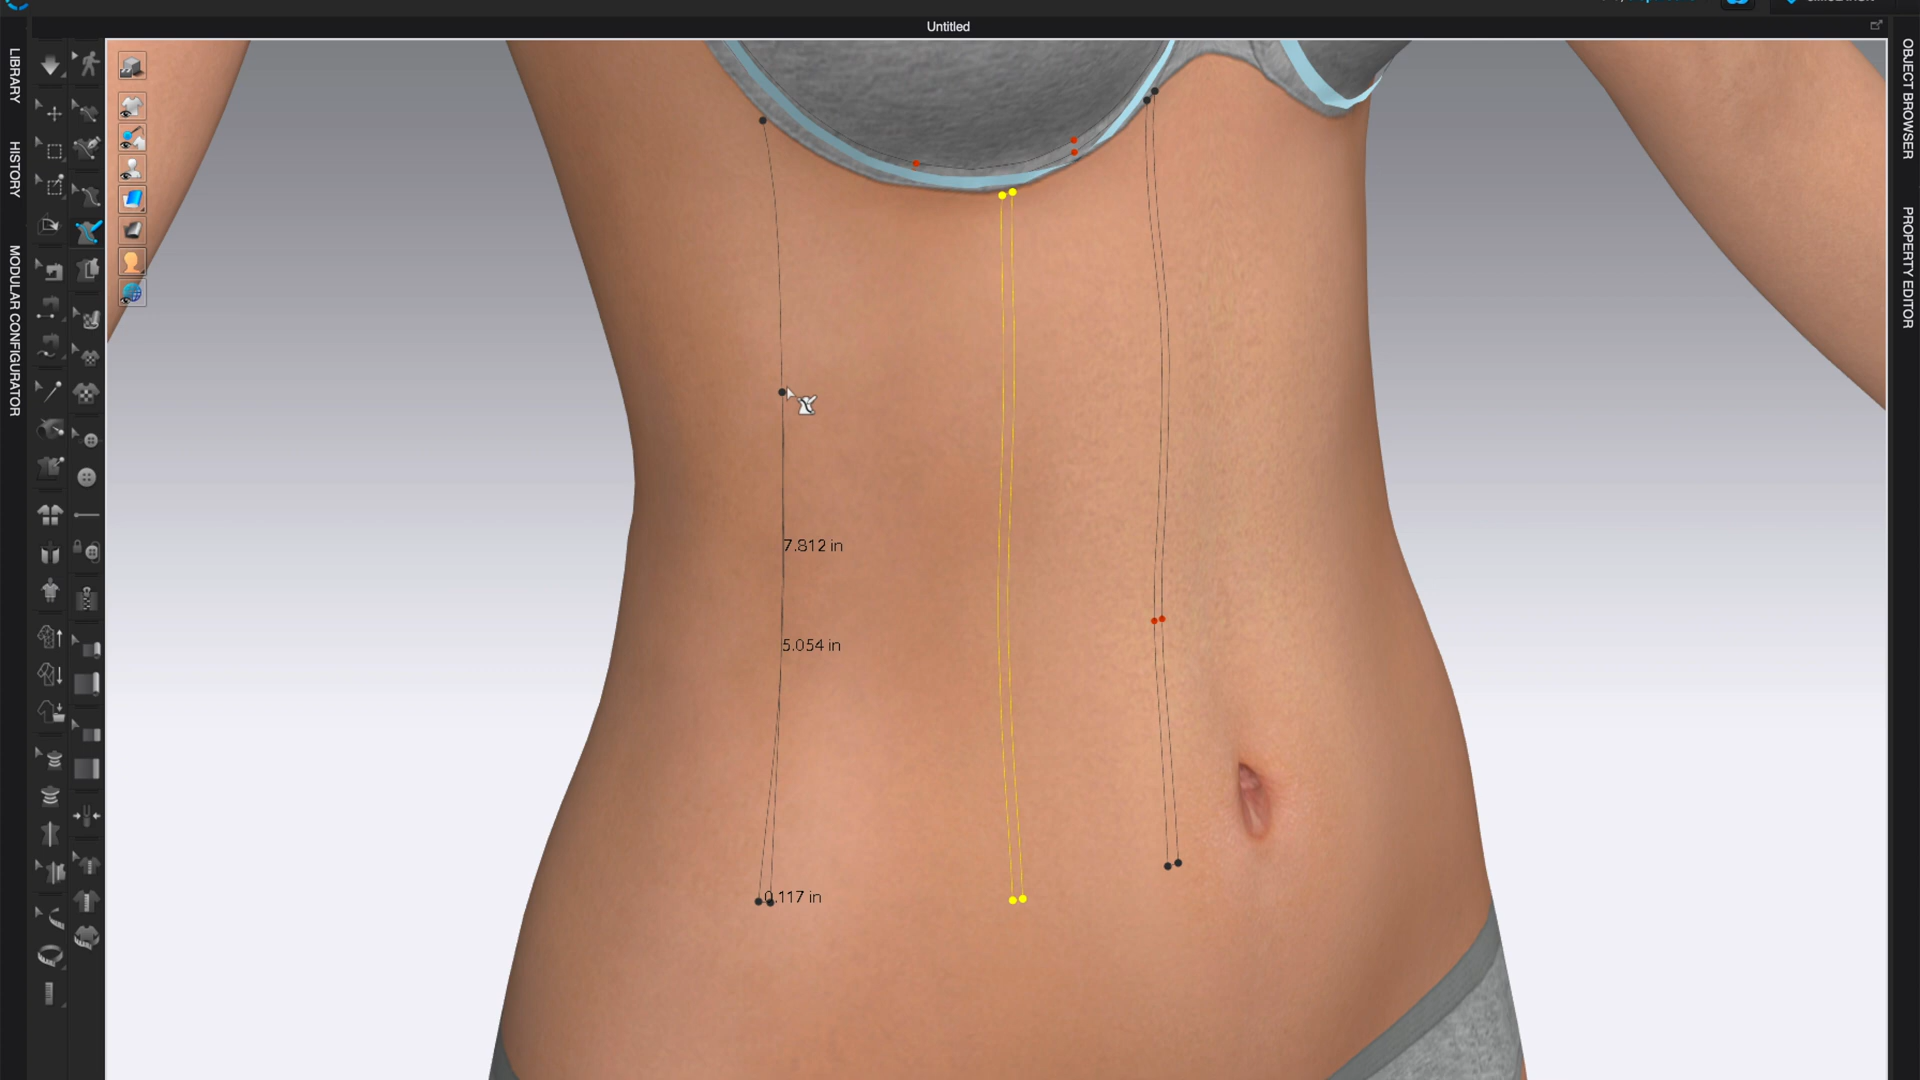 Untitled
LIBRARY
HISTORY
MODULAR CONFIGURATOR
OBJECT BROWSER
PROPERTY EDITOR
7.812 in
5.054 in
0.117 in